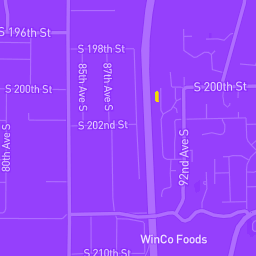 S 196th St
S 198th St
S 200th St
S 200th St
85th Ave S
87th Ave S
S 202nd St
80th Ave S
92nd Ave S
WinCo Foods
S 210th St